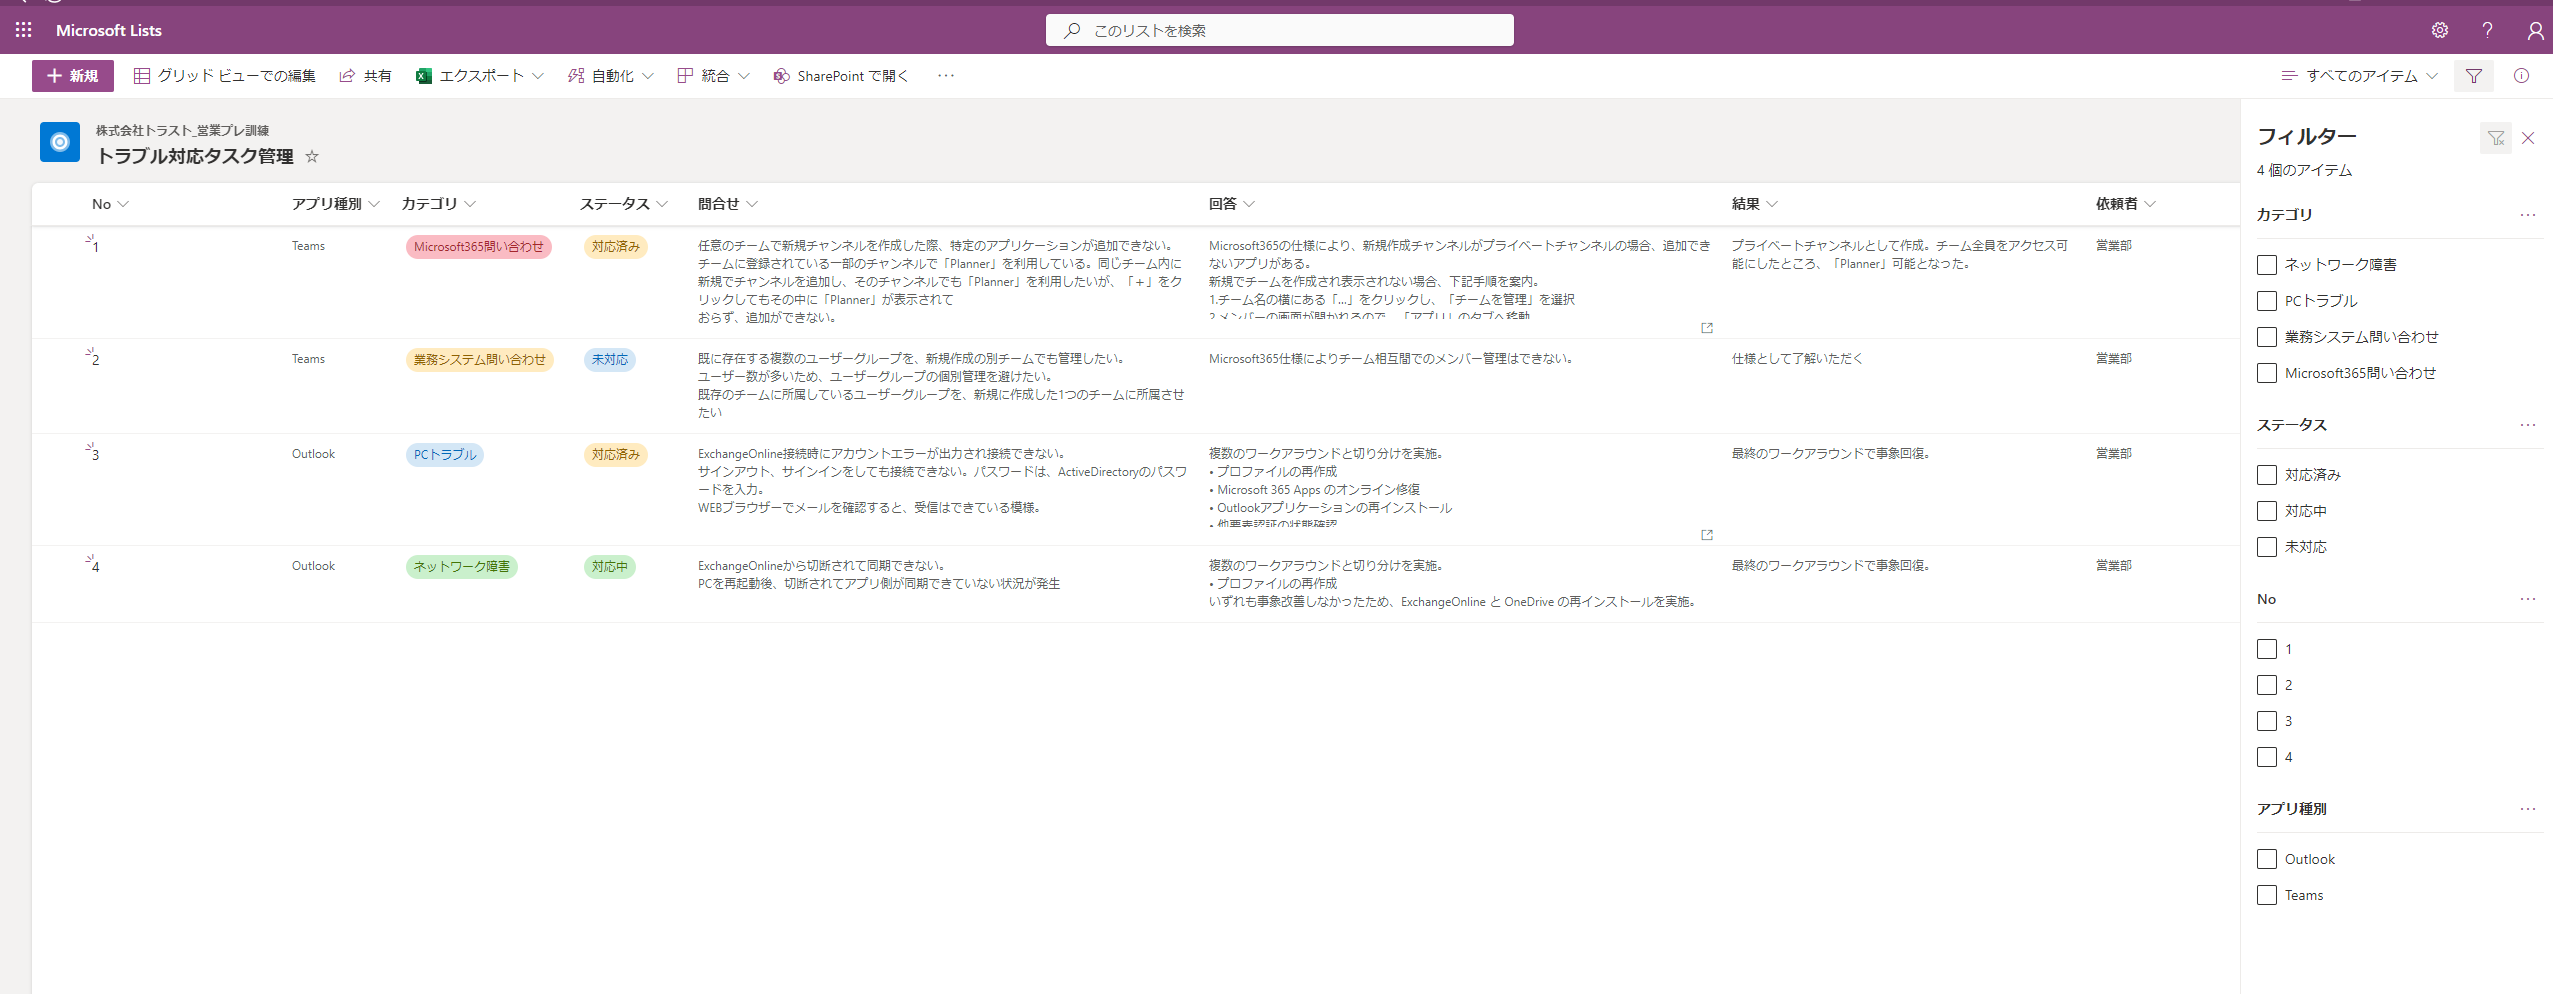 Microsoft Lists
このリストを検索
新規
グリッド ビューでの編集
共有
エクスポート
自動化
統合
SharePoint で開く
すべてのアイテム
株式会社トラスト_営業プレ訓練
トラブル対応タスク管理
No
アプリ種別
カテゴリ
ステータス
問合せ
回答
結果
依頼者
1
Teams
Microsoft365問い合わせ
対応済み
任意のチームで新規チャンネルを作成した際、特定のアプリケーションが追加できない。
チームに登録されている一部のチャンネルで「Planner」を利用している。同じチーム内に
新規でチャンネルを追加し、そのチャンネルでも「Planner」を利用したいが、「＋」をク
リックしてもその中に「Planner」が表示されて
おらず、追加ができない。
Microsoft365の仕様により、新規作成チャンネルがプライベートチャンネルの場合、追加でき
ないアプリがある。
新規でチームを作成され表示されない場合、下記手順を案内。
1.チーム名の横にある「...」をクリックし、「チームを管理」を選択
2.メンバーの画面が開かれるので、「アプリ」のタブへ移動
プライベートチャンネルとして作成。チーム全員をアクセス可
能にしたところ、「Planner」可能となった。
営業部
2
Teams
業務システム問い合わせ
未対応
既に存在する複数のユーザーグループを、新規作成の別チームでも管理したい。
ユーザー数が多いため、ユーザーグループの個別管理を避けたい。
既存のチームに所属しているユーザーグループを、新規に作成した1つのチームに所属させ
たい
Microsoft365仕様によりチーム相互間でのメンバー管理はできない。
仕様として了解いただく
営業部
3
Outlook
PCトラブル
対応済み
ExchangeOnline接続時にアカウントエラーが出力され接続できない。
サインアウト、サインインをしても接続できない。パスワードは、ActiveDirectoryのパスワ
ードを入力。
WEBブラウザーでメールを確認すると、受信はできている模様。
複数のワークアラウンドと切り分けを実施。
• プロファイルの再作成
• Microsoft 365 Apps のオンライン修復
• Outlookアプリケーションの再インストール
• 他要素認証の状態確認
最終のワークアラウンドで事象回復。
営業部
4
Outlook
ネットワーク障害
対応中
ExchangeOnlineから切断されて同期できない。
PCを再起動後、切断されてアプリ側が同期できていない状況が発生
複数のワークアラウンドと切り分けを実施。
• プロファイルの再作成
いずれも事象改善しなかったため、ExchangeOnline と OneDrive の再インストールを実施。
最終のワークアラウンドで事象回復。
営業部
フィルター
4 個のアイテム
カテゴリ
ネットワーク障害
PCトラブル
業務システム問い合わせ
Microsoft365問い合わせ
ステータス
対応済み
対応中
未対応
No
1
2
3
4
アプリ種別
Outlook
Teams